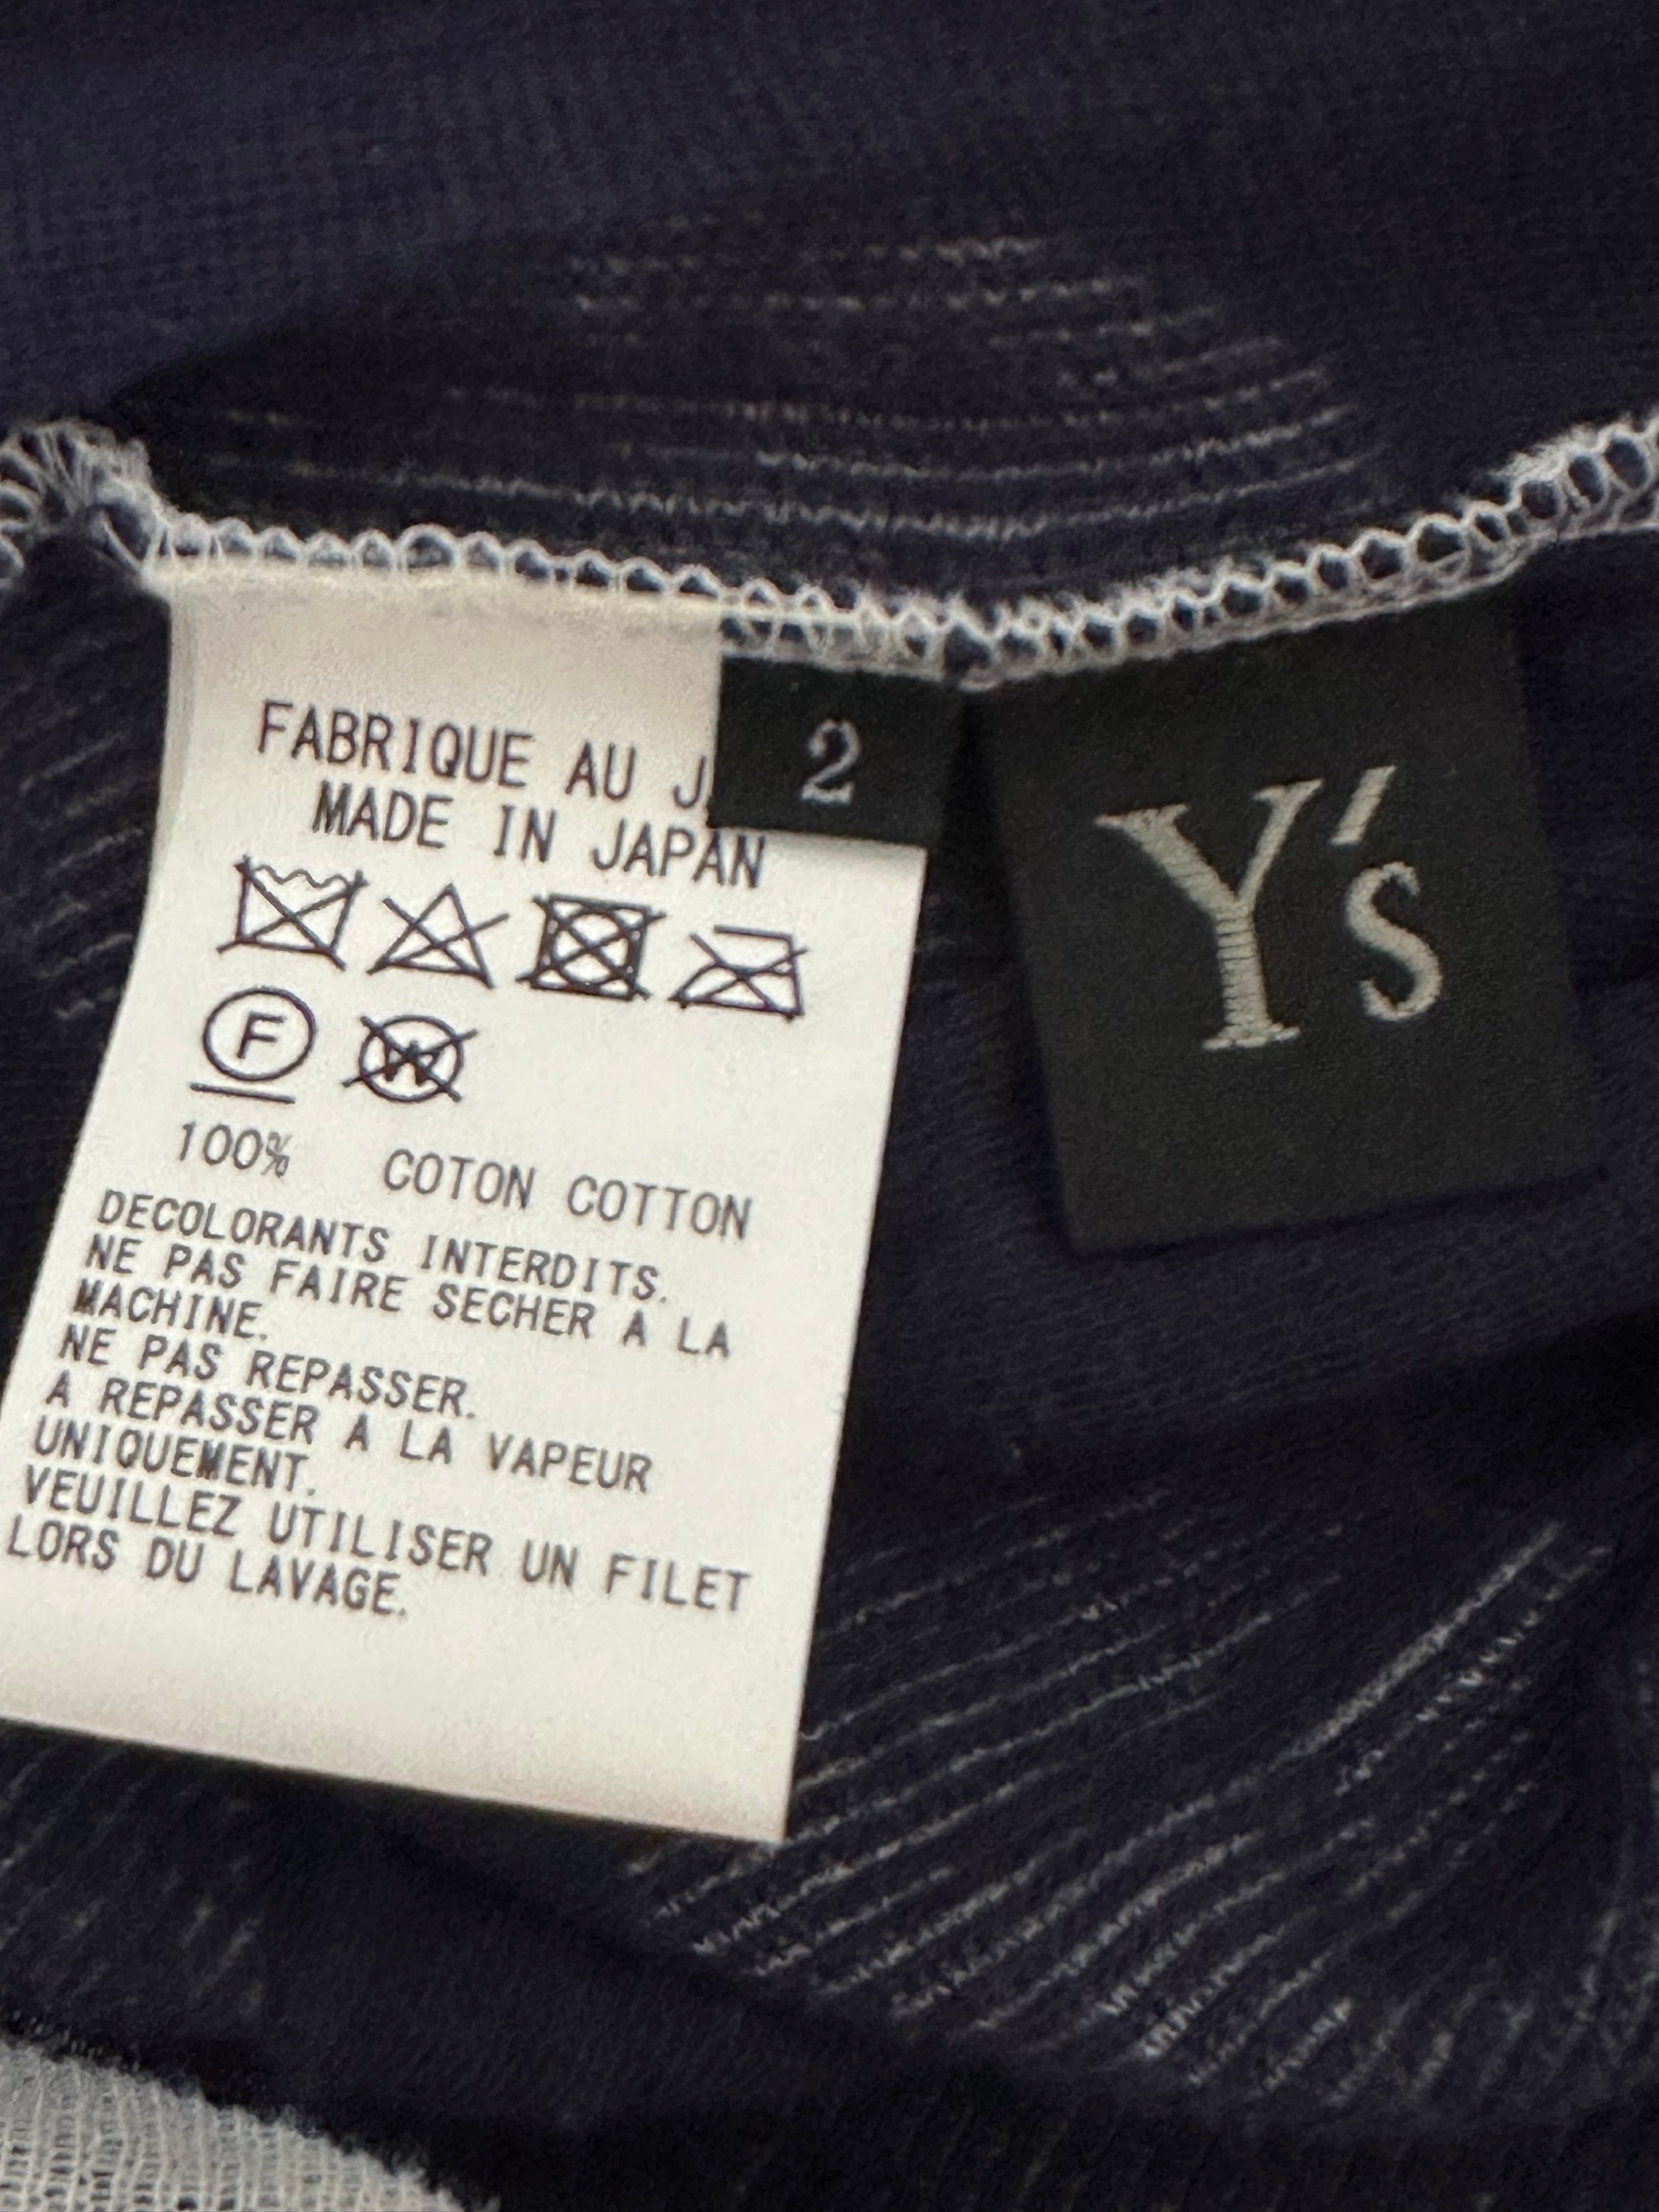 FABRIQUE AU
MADE IN JAPAN
F
W
100% COTON COTTON
DECOLORANTS INTERDITS.
NE PAS FAIRE SECHER A LA
MACHINE.
NE PAS REPASSER.
A REPASSER A LA VAPEUR
UNIQUEMENT.
VEUILLEZ UTILISER UN FILET
LORS DU LAVAGE.
2
Y's